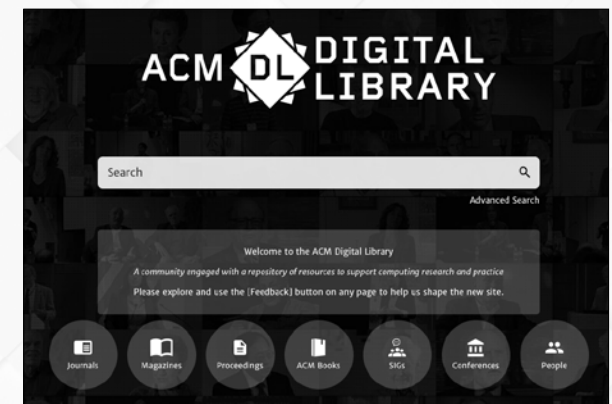 ACM DL DIGITAL LIBRARY
Search
Advanced Search
Welcome to the ACM Digital Library
A community engaged with a repository of resources to support computing research and practice
Please explore and use the [Feedback] button on any page to help us shape the new site.
Journals Magazines Proceedings ACM Books SIGs Conferences People